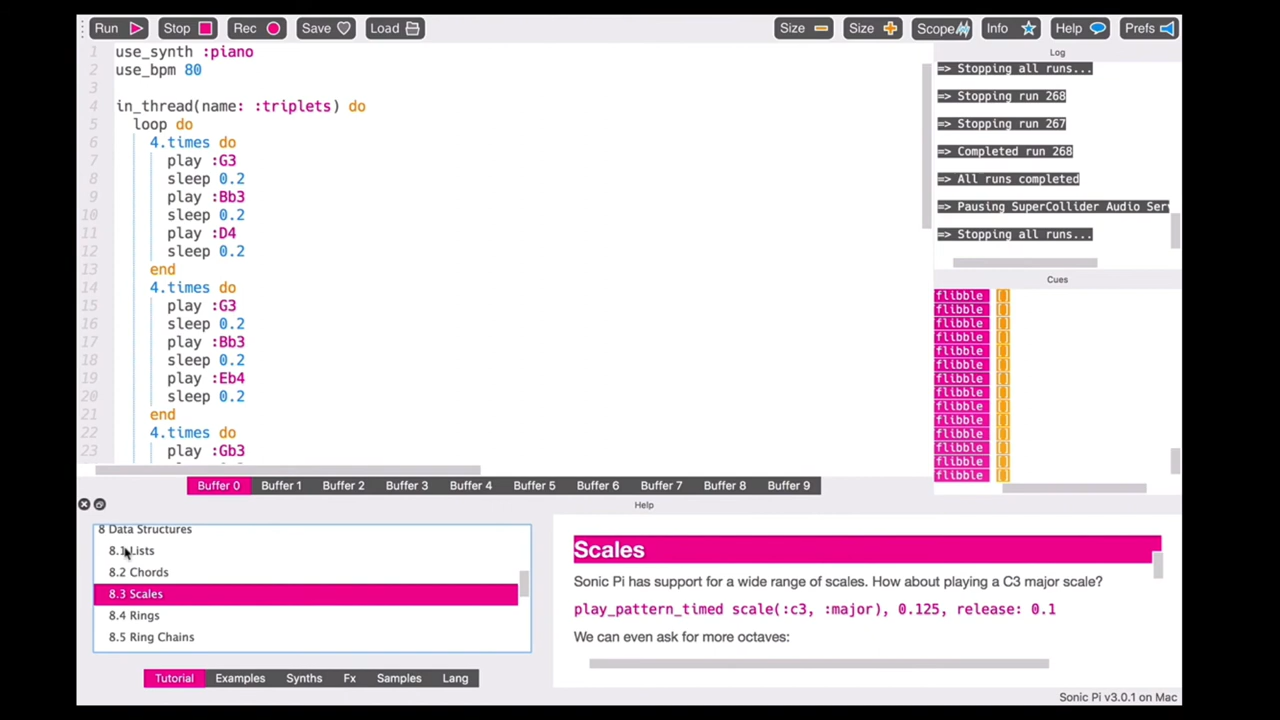 Run Stop Rec Save Load Size Size Scope Info Help Prefs
1 use_synth :piano
2 use_bpm 80
3
4 in_thread(name: :triplets) do
5 loop do
6 4.times do
7 play :G3
8 sleep 0.2
9 play :Bb3
10 sleep 0.2
11 play :D4
12 sleep 0.2
13 end
14 4.times do
15 play :G3
16 sleep 0.2
17 play :Bb3
18 sleep 0.2
19 play :Eb4
20 sleep 0.2
21 end
22 4.times do
23 play :Gb3
Log
=> Stopping all runs...
=> Stopping run 268
=> Stopping run 267
=> Completed run 268
=> All runs completed
=> Pausing SuperCollider Audio Ser
=> Stopping all runs...
Cues
flibble []
flibble []
flibble []
flibble []
flibble []
flibble []
flibble []
flibble []
flibble []
flibble []
flibble []
flibble []
flibble []
flibble []
Buffer 0 Buffer 1 Buffer 2 Buffer 3 Buffer 4 Buffer 5 Buffer 6 Buffer 7 Buffer 8 Buffer 9
Help
8 Data Structures
8.1 Lists
8.2 Chords
8.3 Scales
8.4 Rings
8.5 Ring Chains
Tutorial Examples Synths Fx Samples Lang
Scales
Sonic Pi has support for a wide range of scales. How about playing a C3 major scale?
play_pattern_timed scale(:c3, :major), 0.125, release: 0.1
We can even ask for more octaves:
Sonic Pi v3.0.1 on Mac